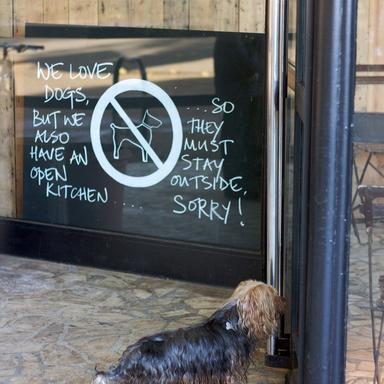 WE LOVE
DOGS,
BUT WE
ALSO
HAVE AN
OPEN
KITCHEN ....
...SO
THEY
MUST
STAY
OUTSIDE,
SORRY!